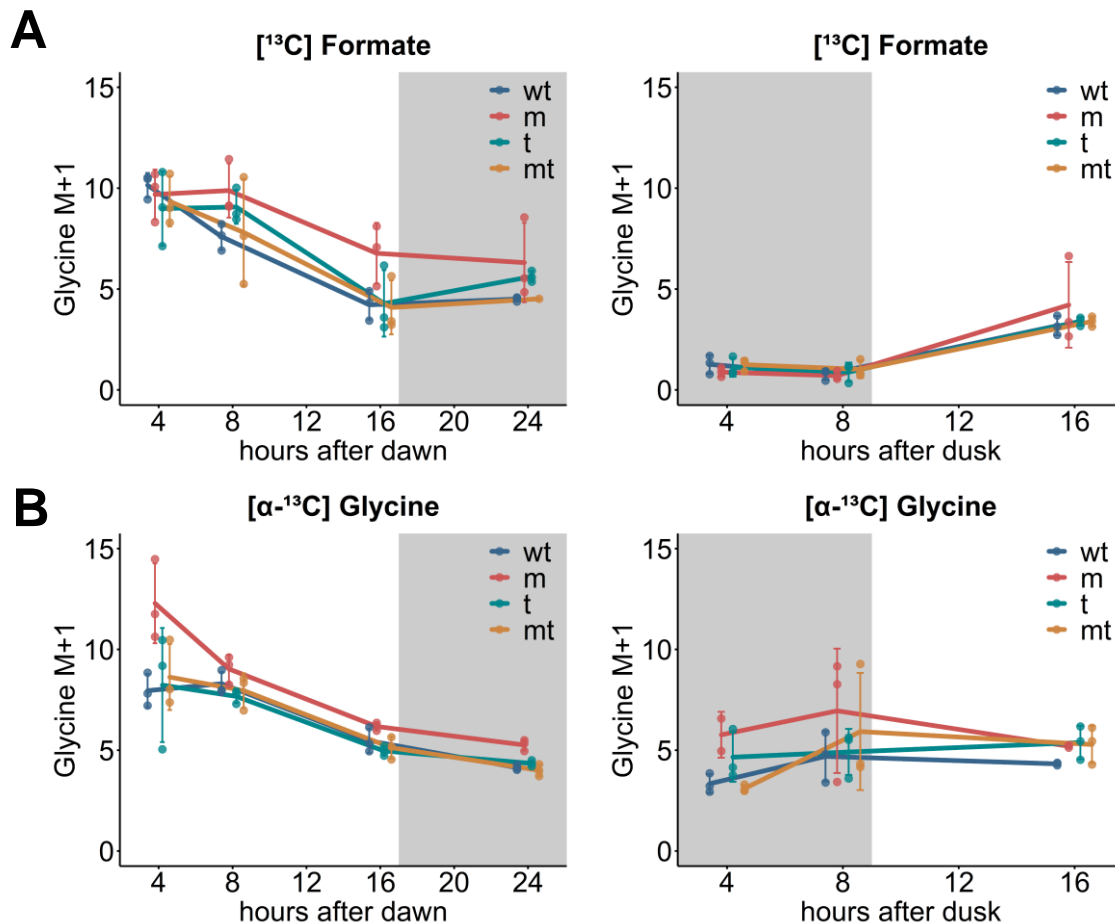 A
[¹³C] Formate
Glycine M+1
15
10
5
0
wt
m
t
mt
4 8 12 16 20 24
hours after dawn
[¹³C] Formate
Glycine M+1
15
10
5
0
wt
m
t
mt
4 8 12 16
hours after dusk
B
[α-¹³C] Glycine
Glycine M+1
15
10
5
0
wt
m
t
mt
4 8 12 16 20 24
hours after dawn
[α-¹³C] Glycine
Glycine M+1
15
10
5
0
wt
m
t
mt
4 8 12 16
hours after dusk